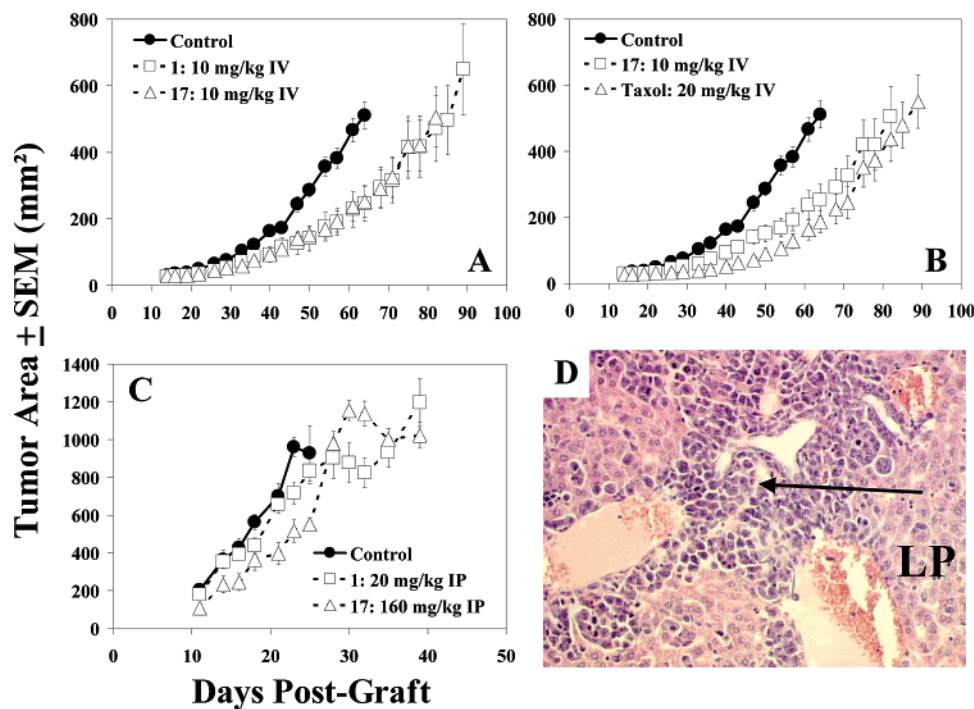 Tumor Area ± SEM (mm²)
800
600
400
200
0
0 10 20 30 40 50 60 70 80 90 100
Control
1: 10 mg/kg IV
17: 10 mg/kg IV
A
800
600
400
200
0
0 10 20 30 40 50 60 70 80 90 100
Control
17: 10 mg/kg IV
Taxol: 20 mg/kg IV
B
1400
1200
1000
800
600
400
200
0
0 10 20 30 40 50
C
Control
1: 20 mg/kg IP
17: 160 mg/kg IP
D
LP
Days Post-Graft